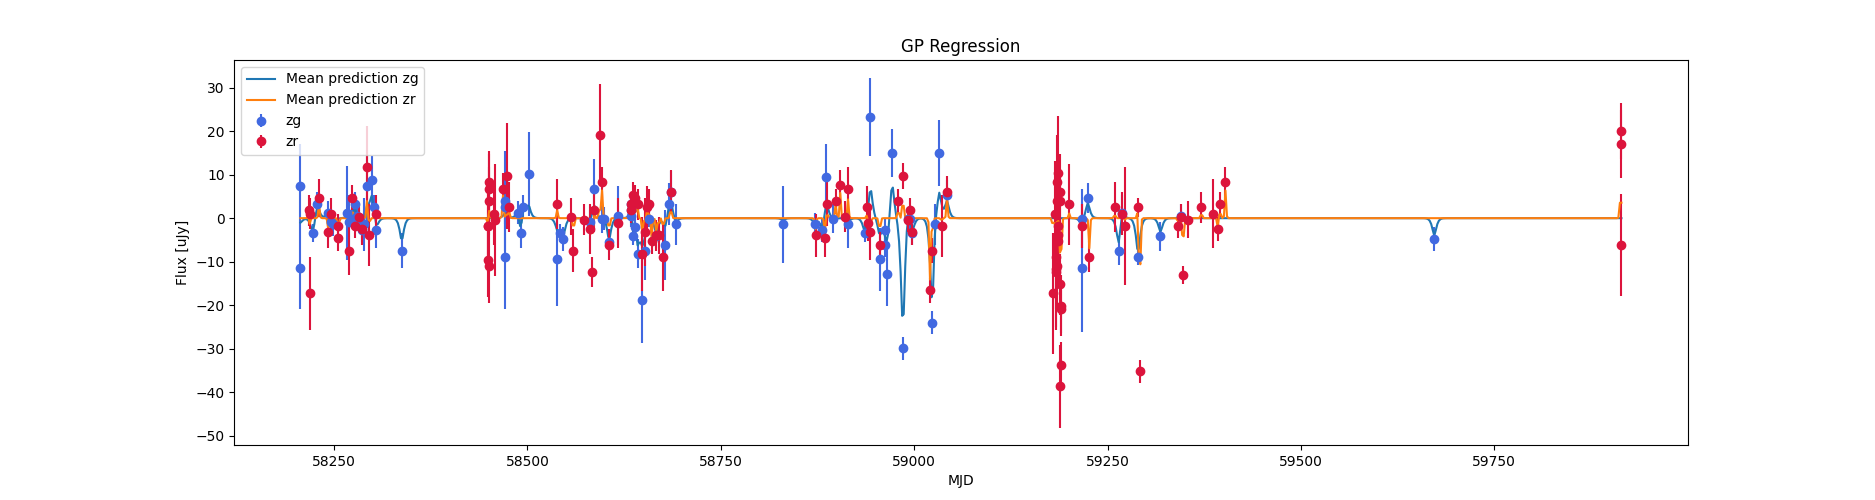 GP Regression
Mean prediction zg
Mean prediction zr
zg
zr
Flux [uJy]
30
20
10
0
−10
−20
−30
−40
−50
58250
58500
58750
59000
59250
59500
59750
MJD